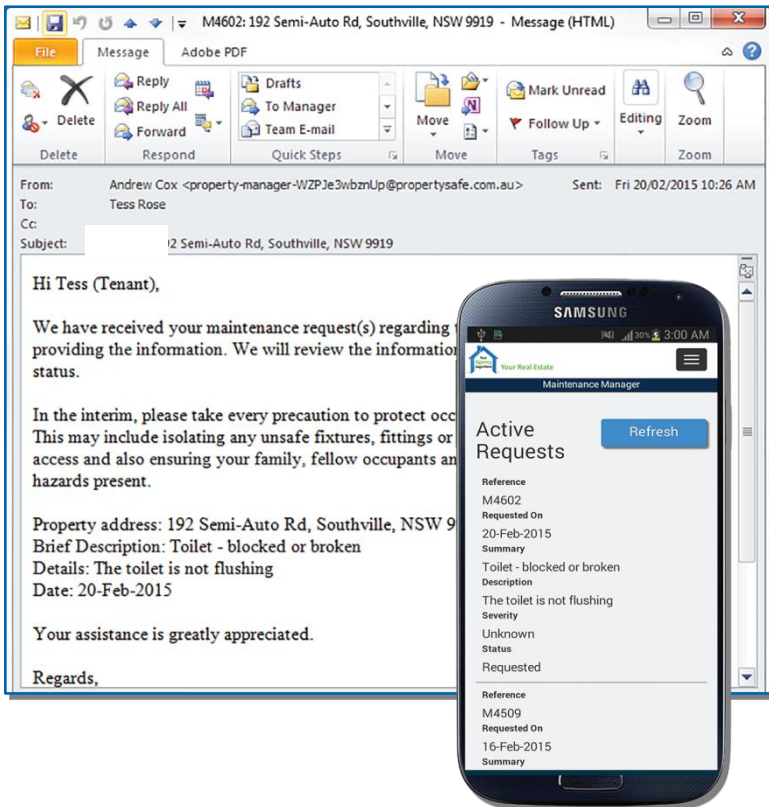 M4602: 192 Semi-Auto Rd, Southville, NSW 9919 - Message (HTML)
File Message Adobe PDF
Delete
Reply
Reply All
Forward
Drafts
To Manager
Team E-mail
Move
Mark Unread
Follow Up
Editing
Zoom
Delete Respond Quick Steps Move Tags Zoom
From: Andrew Cox <property-manager-WZPJe3wbznUp@propertysafe.com.au> Sent: Fri 20/02/2015 10:26 AM
To: Tess Rose
Cc:
Subject: 2 Semi-Auto Rd, Southville, NSW 9919
Hi Tess (Tenant),
We have received your maintenance request(s) regarding
providing the information. We will review the information
status.
In the interim, please take every precaution to protect occ
This may include isolating any unsafe fixtures, fittings or
access and also ensuring your family, fellow occupants an
hazards present.
Property address: 192 Semi-Auto Rd, Southville, NSW 9
Brief Description: Toilet - blocked or broken
Details: The toilet is not flushing
Date: 20-Feb-2015
Your assistance is greatly appreciated.
Regards,
SAMSUNG
30% 3:00 AM
Your Real Estate
Maintenance Manager
Active
Requests
Refresh
Reference
M4602
Requested On
20-Feb-2015
Summary
Toilet - blocked or broken
Description
The toilet is not flushing
Severity
Unknown
Status
Requested
Reference
M4509
Requested On
16-Feb-2015
Summary